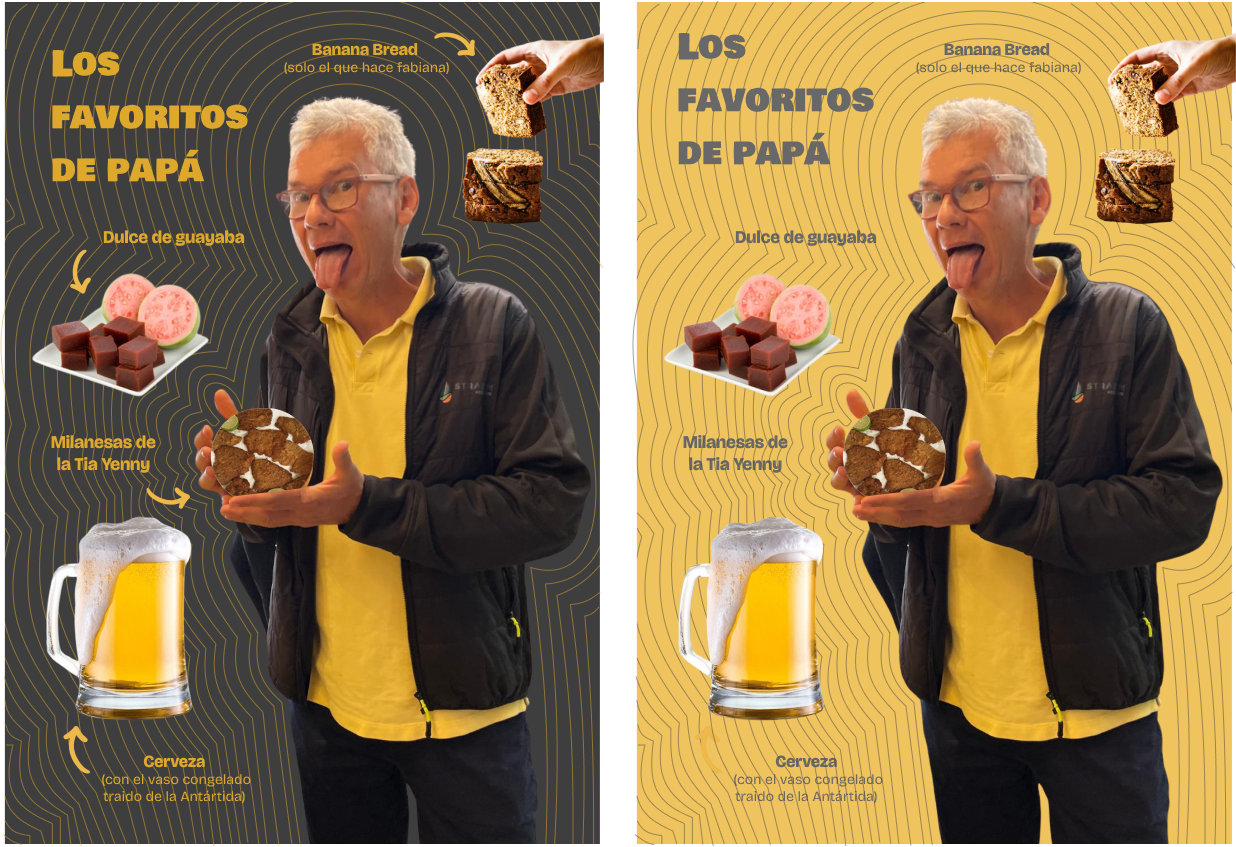 LOS
FAVORITOS
DE PAPÁ
Banana Bread
(solo el que hace fabiana)
Dulce de guayaba
Milanesas de
la Tia Yenny
Cerveza
(con el vaso congelado
traido de la Antártida)
LOS
FAVORITOS
DE PAPÁ
Banana Bread
(solo el que hace fabiana)
Dulce de guayaba
Milanesas de
la Tia Yenny
Cerveza
(con el vaso congelado
traido de la Antártida)